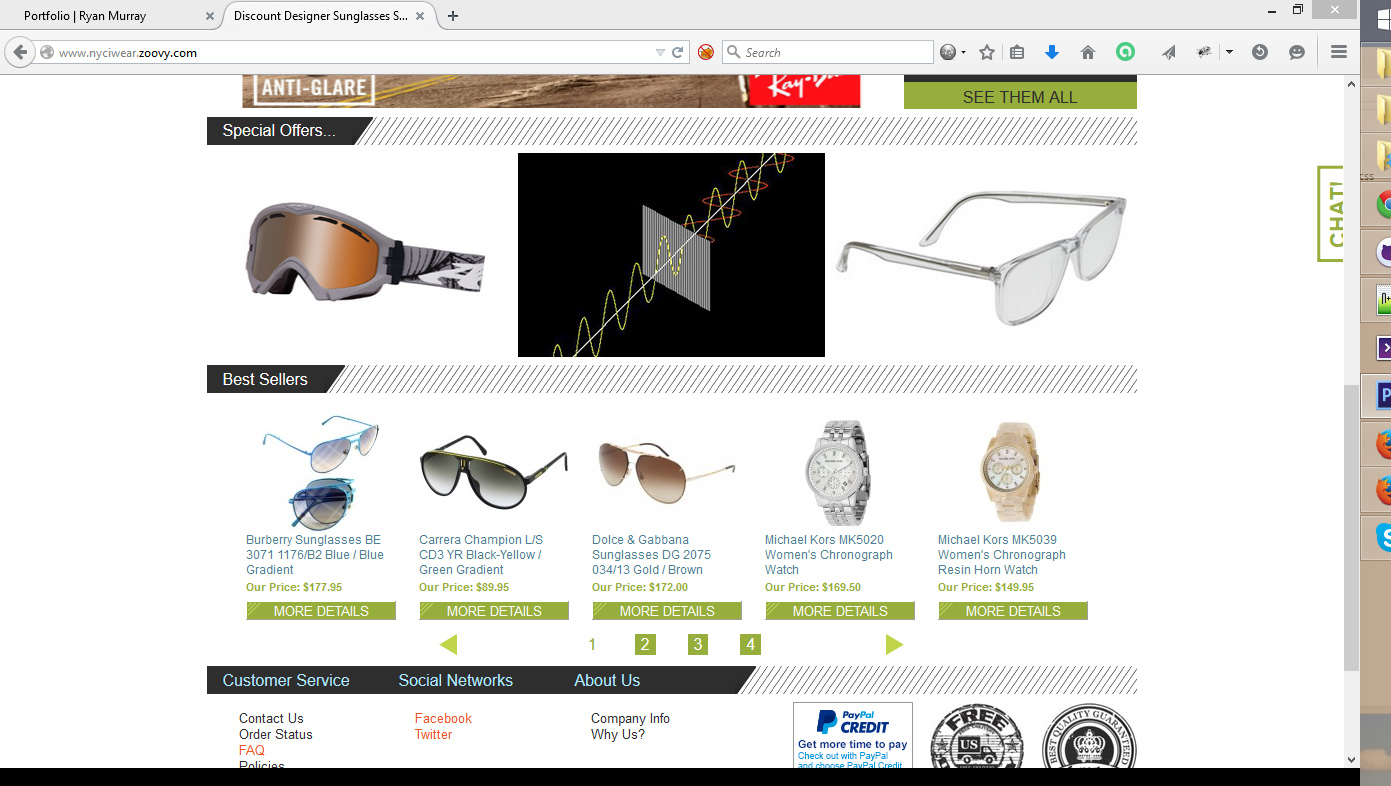 Portfolio | Ryan Murray
Discount Designer Sunglasses S...
www.nyciwear.zoovy.com
Search
ANTI-GLARE
Ray-Ban
SEE THEM ALL
Special Offers...
CHAT!
css
Best Sellers
Burberry Sunglasses BE
3071 1176/B2 Blue / Blue
Gradient
Our Price: $177.95
MORE DETAILS
Carrera Champion L/S
CD3 YR Black-Yellow /
Green Gradient
Our Price: $89.95
MORE DETAILS
Dolce & Gabbana
Sunglasses DG 2075
034/13 Gold / Brown
Our Price: $172.00
MORE DETAILS
Michael Kors MK5020
Women's Chronograph
Watch
Our Price: $169.50
MORE DETAILS
Michael Kors MK5039
Women's Chronograph
Resin Horn Watch
Our Price: $149.95
MORE DETAILS
1 2 3 4
Customer Service
Social Networks
About Us
Contact Us
Order Status
FAQ
Policies
Facebook
Twitter
Company Info
Why Us?
PayPal
CREDIT
Get more time to pay
Check out with PayPal
and choose PayPal Credit
FREE
US
BEST QUALITY GUARANTEED